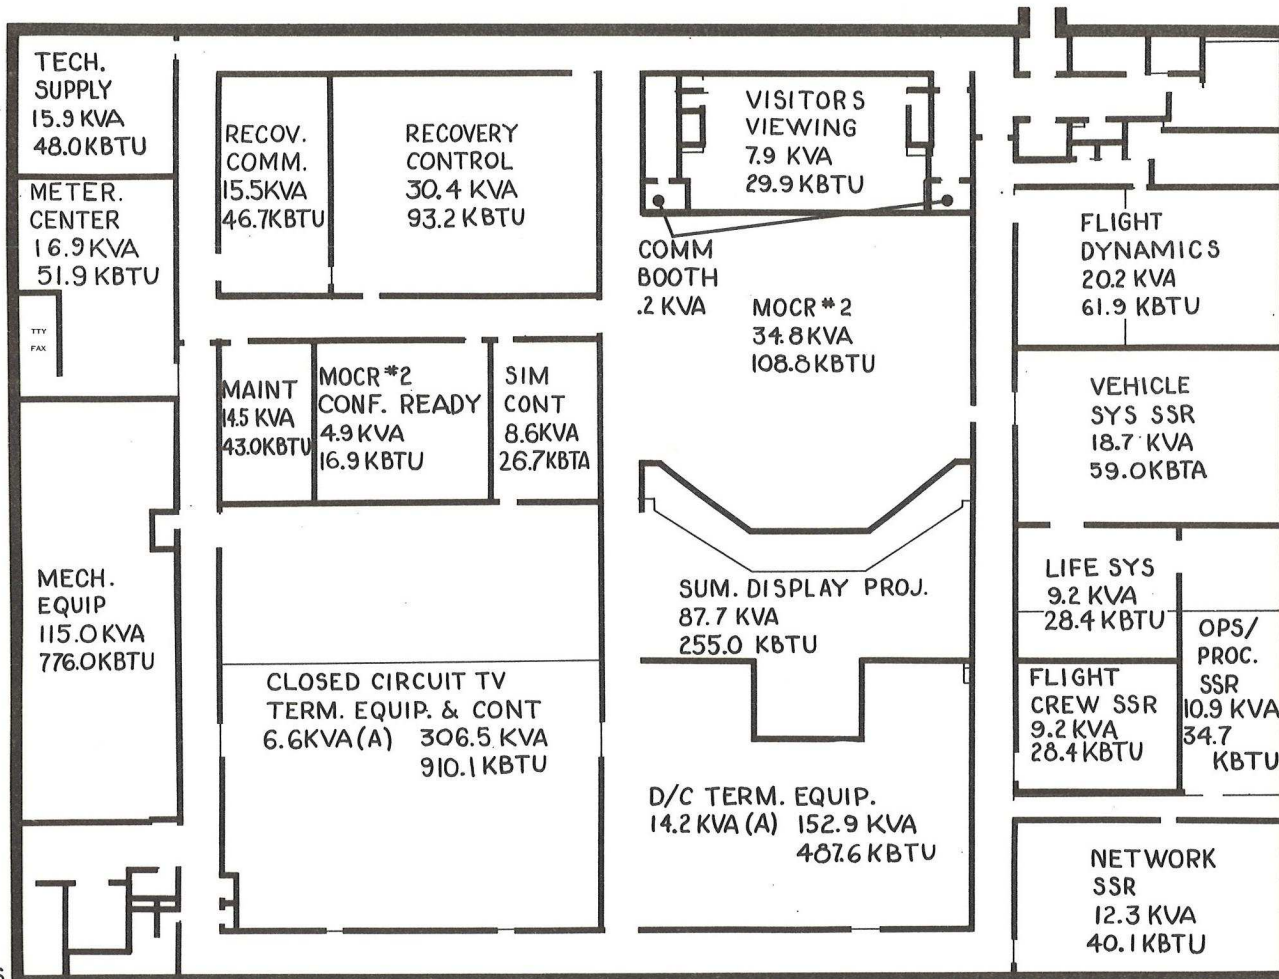 TECH.
SUPPLY
15.9 KVA
48.0KBTU
METER.
CENTER
16.9 KVA
51.9 KBTU
TTY
FAX
RECOV.
COMM.
15.5KVA
46.7KBTU
RECOVERY
CONTROL
30.4 KVA
93.2 KBTU
VISITORS
VIEWING
7.9 KVA
29.9 KBTU
COMM
BOOTH
.2 KVA
MOCR #2
34.8 KVA
108.8 KBTU
FLIGHT
DYNAMICS
20.2 KVA
61.9 KBTU
MAINT
14.5 KVA
43.0KBTU
MOCR #2
CONF. READY
4.9 KVA
16.9 KBTU
SIM
CONT
8.6KVA
26.7KBTA
VEHICLE
SYS SSR
18.7 KVA
59.0KBTA
MECH.
EQUIP
115.0 KVA
776.0KBTU
SUM. DISPLAY PROJ.
87.7 KVA
255.0 KBTU
LIFE SYS
9.2 KVA
28.4 KBTU
OPS/
PROC.
SSR
10.9 KVA
34.7
KBTU
FLIGHT
CREW SSR
9.2 KVA
28.4 KBTU
CLOSED CIRCUIT TV
TERM. EQUIP. & CONT
6.6KVA (A) 306.5 KVA
910.1 KBTU
D/C TERM. EQUIP.
14.2 KVA (A) 152.9 KVA
487.6 KBTU
NETWORK
SSR
12.3 KVA
40.1 KBTU